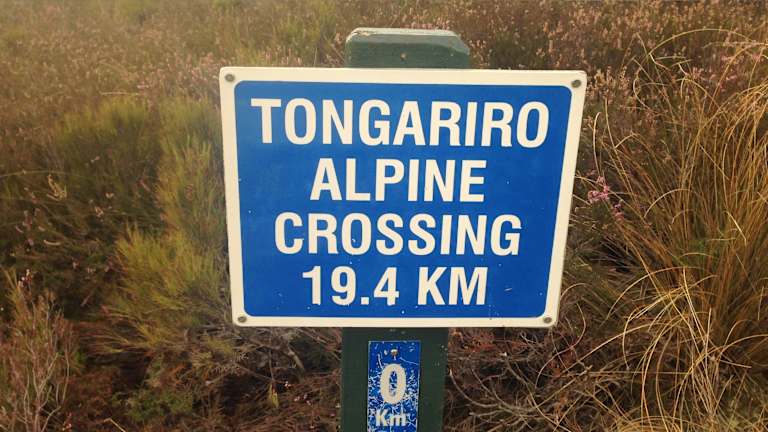 TONGARIRO
ALPINE
CROSSING
19.4 KM
0
Km